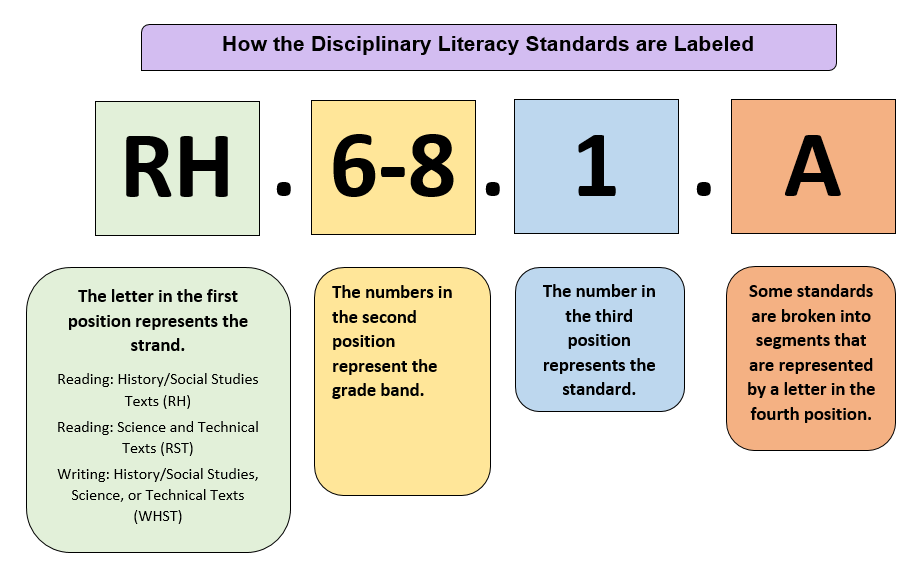 How the Disciplinary Literacy Standards are Labeled
RH . 6-8 . 1 . A
The letter in the first
position represents the
strand.
Reading: History/Social Studies
Texts (RH)
Reading: Science and Technical
Texts (RST)
Writing: History/Social Studies,
Science, or Technical Texts
(WHST)
The numbers in
the second
position
represent the
grade band.
The number in
the third
position
represents the
standard.
Some standards
are broken into
segments that
are represented
by a letter in the
fourth position.